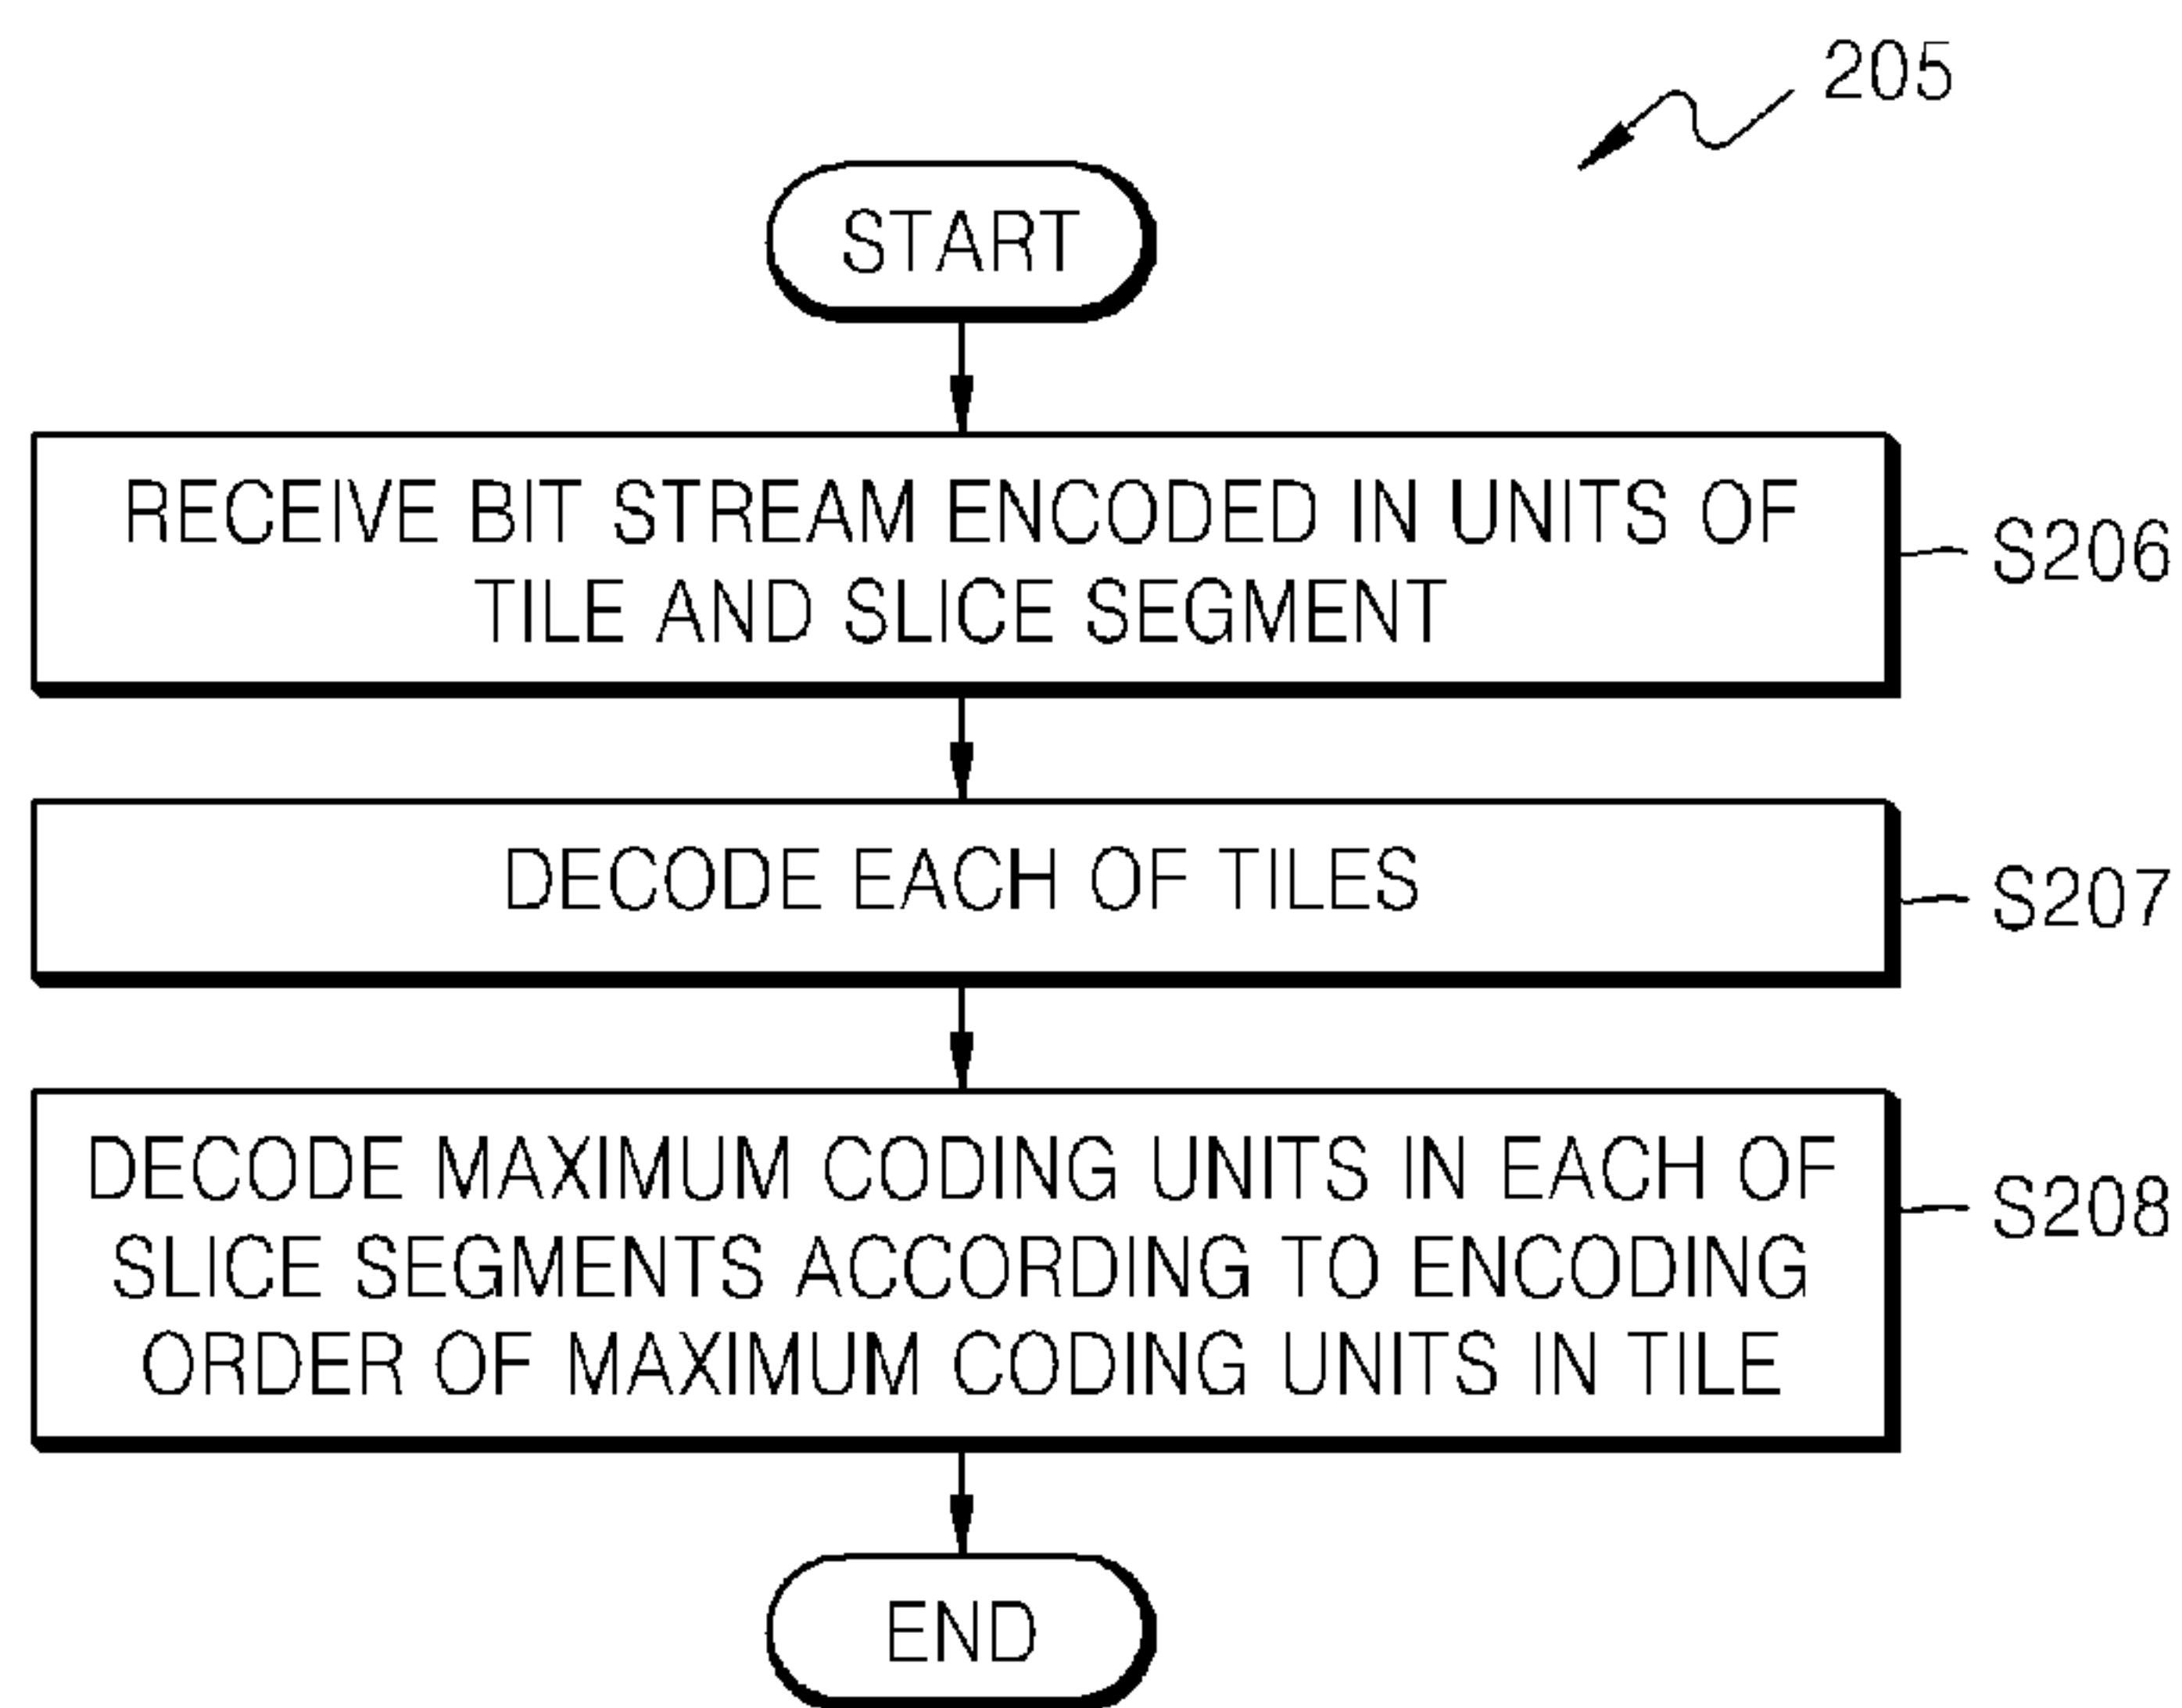 205
START
RECEIVE BIT STREAM ENCODED IN UNITS OF
TILE AND SLICE SEGMENT
S206
DECODE EACH OF TILES
S207
DECODE MAXIMUM CODING UNITS IN EACH OF
SLICE SEGMENTS ACCORDING TO ENCODING
ORDER OF MAXIMUM CODING UNITS IN TILE
S208
END